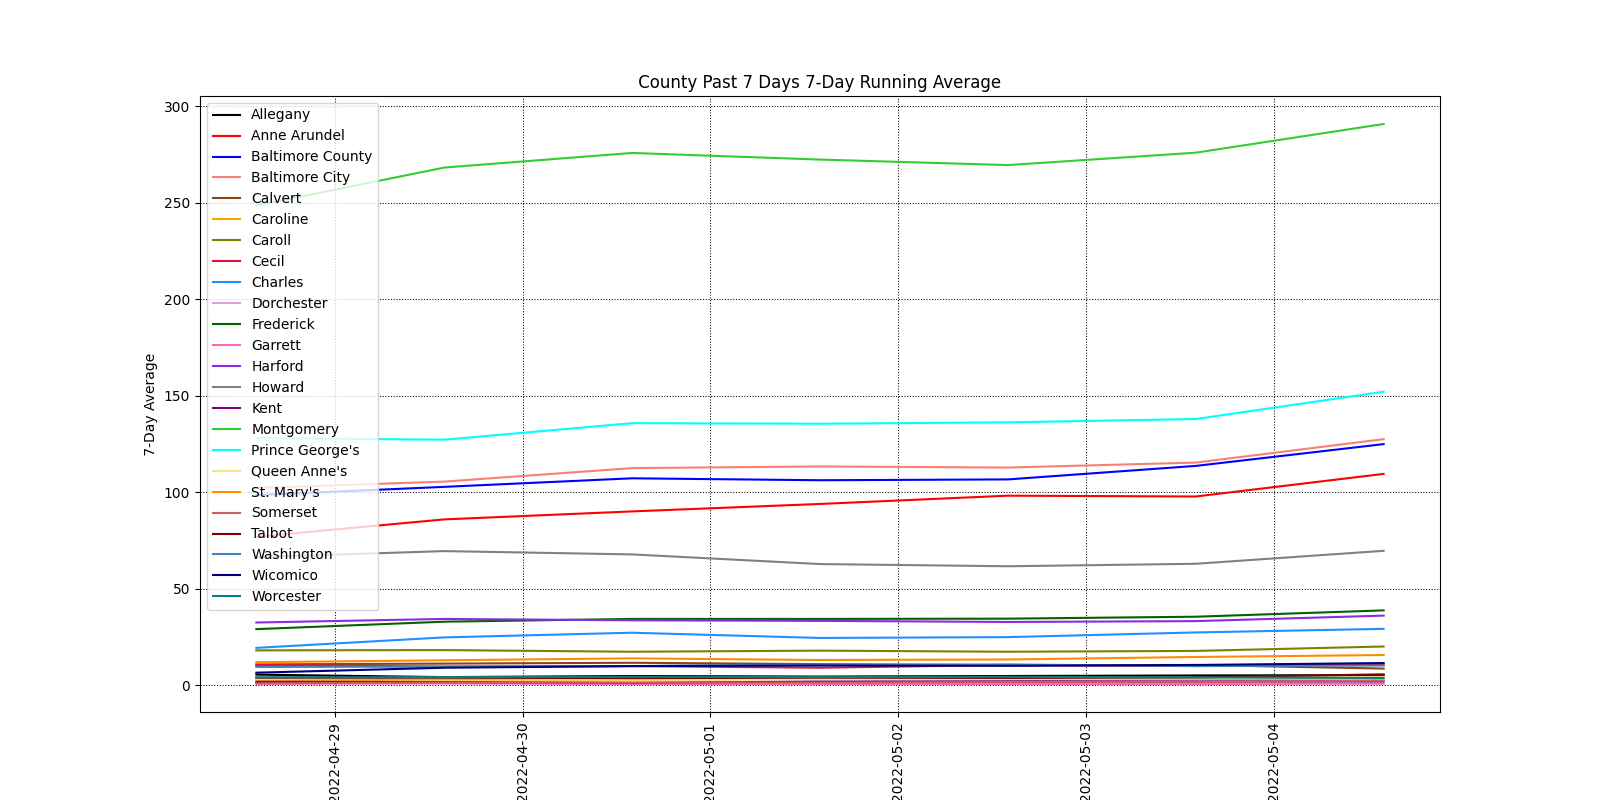 County Past 7 Days 7-Day Running Average
300
250
200
150
100
50
0
7-Day Average
Allegany
Anne Arundel
Baltimore County
Baltimore City
Calvert
Caroline
Caroll
Cecil
Charles
Dorchester
Frederick
Garrett
Harford
Howard
Kent
Montgomery
Prince George's
Queen Anne's
St. Mary's
Somerset
Talbot
Washington
Wicomico
Worcester
2022-04-29
2022-04-30
2022-05-01
2022-05-02
2022-05-03
2022-05-04